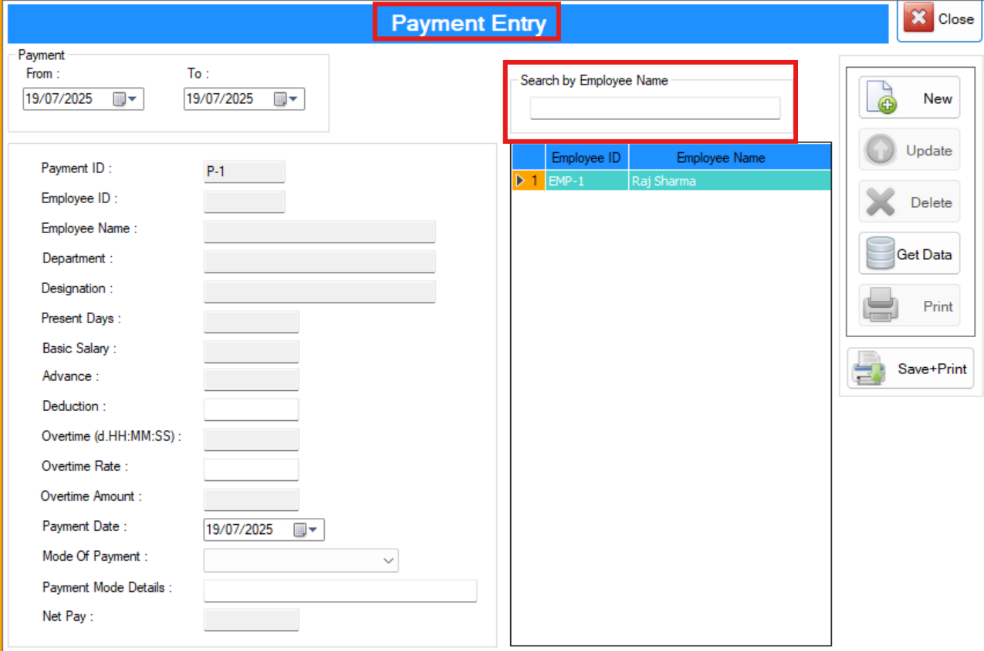 Payment Entry
Close
Payment
From :
To :
19/07/2025
19/07/2025
Search by Employee Name
New
Update
Delete
Get Data
Print
Save+Print
Payment ID :
P-1
Employee ID :
Employee Name :
Department :
Designation :
Present Days :
Basic Salary :
Advance :
Deduction :
Overtime (d.HH:MM:SS) :
Overtime Rate :
Overtime Amount :
Payment Date :
19/07/2025
Mode Of Payment :
Payment Mode Details :
Net Pay :
Employee ID Employee Name
1 EMP-1 Raj Sharma